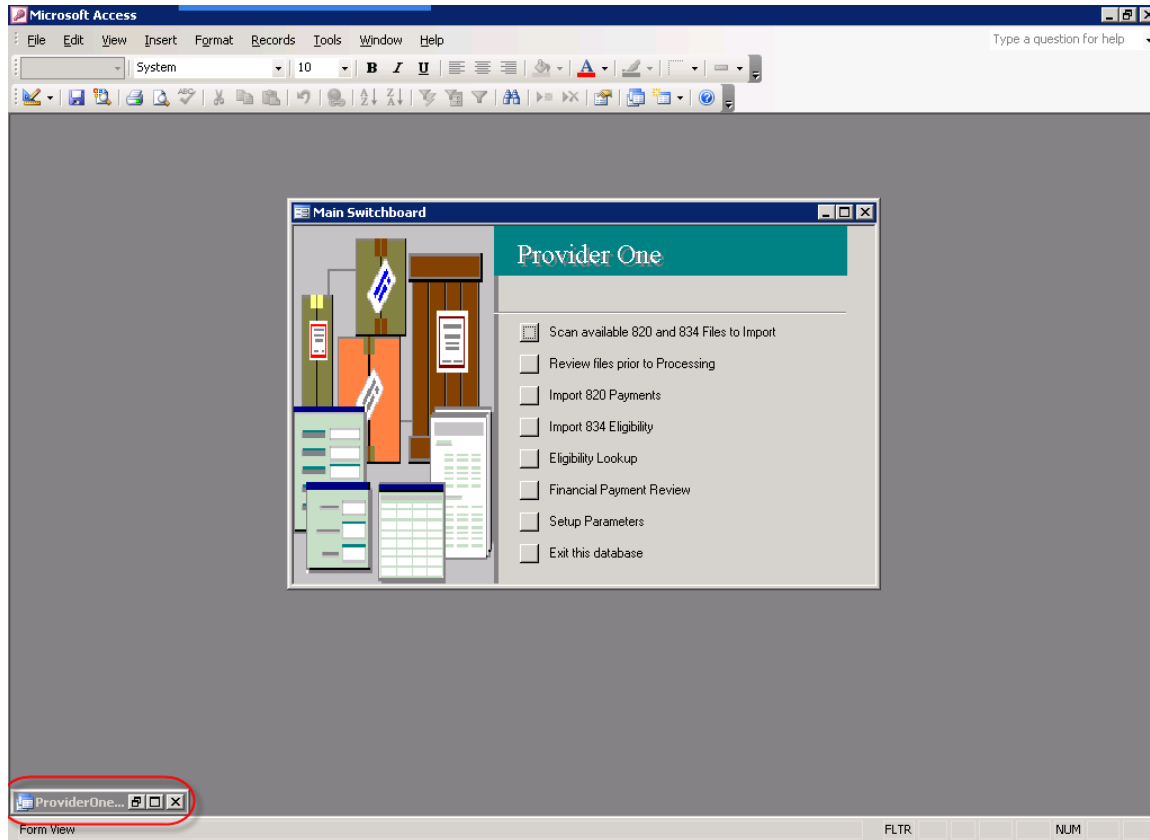 Microsoft Access
File Edit View Insert Format Records Tools Window Help Type a question for help
System 10 B I U A
ABC A Z Z A
Main Switchboard
Provider One
Scan available 820 and 834 Files to Import
Review files prior to Processing
Import 820 Payments
Import 834 Eligibility
Eligibility Lookup
Financial Payment Review
Setup Parameters
Exit this database
ProviderOne...
Form View FLTR NUM